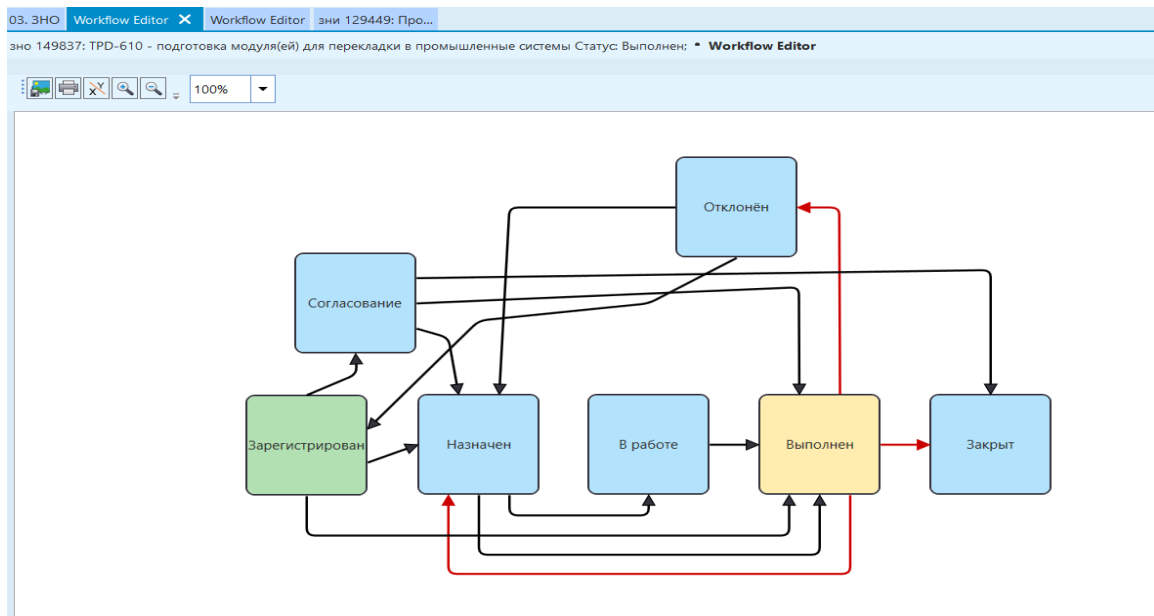 03. ЗНО Workflow Editor Workflow Editor зни 129449: Про...
зно 149837: TPD-610 - подготовка модуля(ей) для перекладки в промышленные системы Статус: Выполнен; • Workflow Editor
X Y 100%
Отклонён
Согласование
Зарегистрирован Назначен В работе Выполнен Закрыт